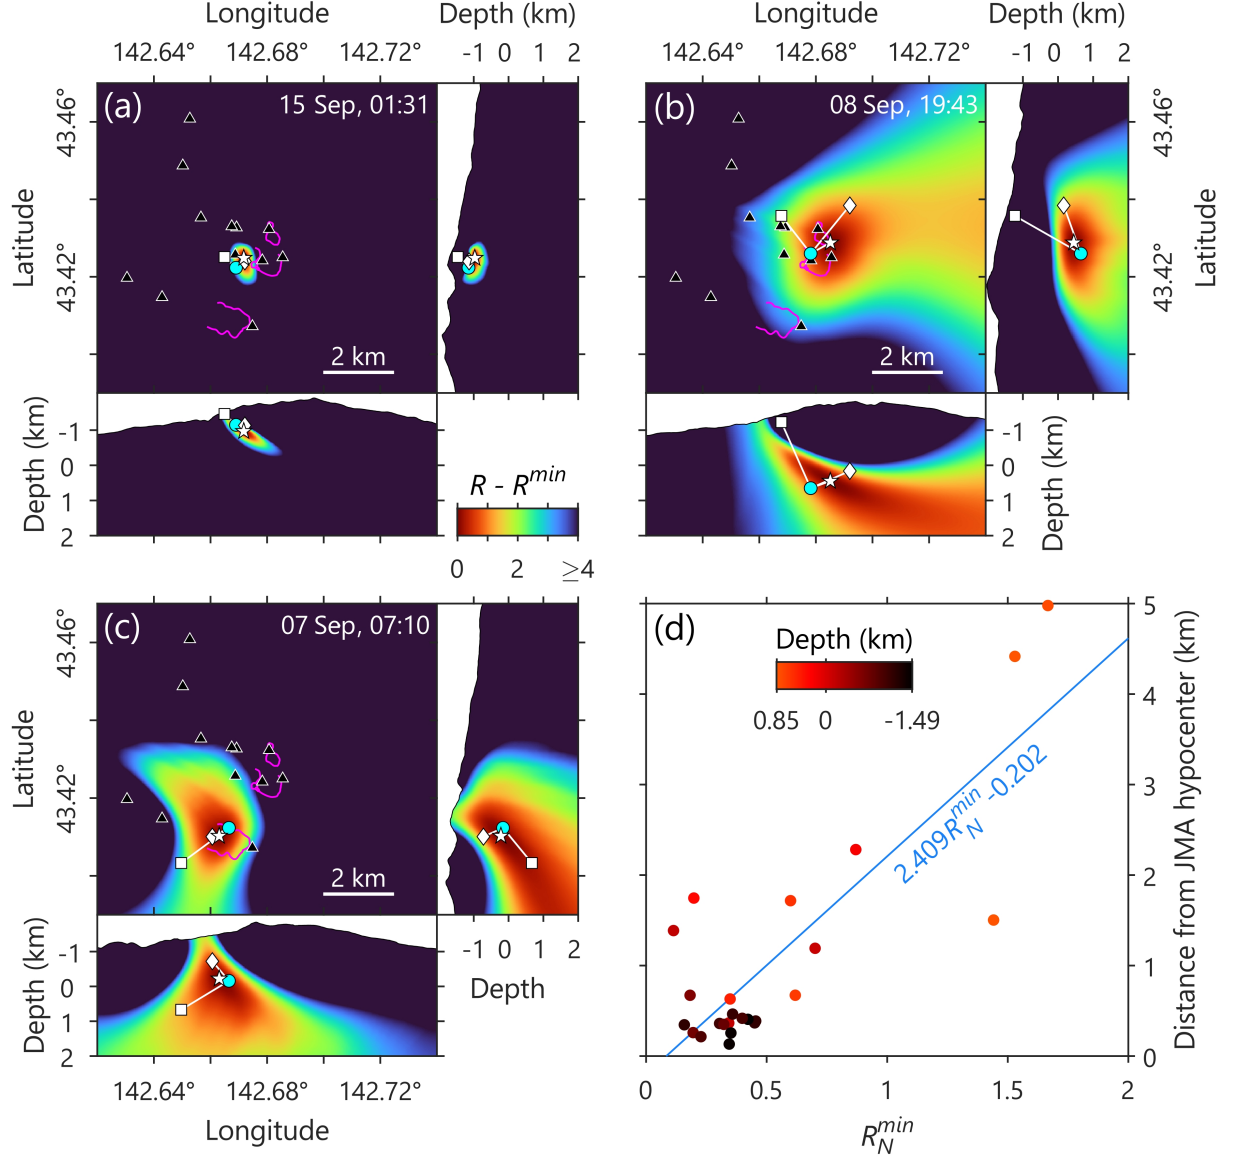 Longitude
Depth (km)
Longitude
Depth (km)
142.64°
142.68°
142.72°
-1 0 1 2
142.64°
142.68°
142.72°
-1 0 1 2
(a)
15 Sep, 01:31
(b)
08 Sep, 19:43
43.46°
43.42°
Latitude
43.46°
43.42°
Latitude
2 km
2 km
Depth (km)
-1
0
1
2
R - R^min
0 2 ≥4
-1
0
1
2
Depth (km)
(c)
07 Sep, 07:10
43.46°
43.42°
Latitude
2 km
-1 0 1 2
Depth
Depth (km)
-1
0
1
2
142.64°
142.68°
142.72°
Longitude
(d)
Depth (km)
0.85 0 -1.49
2.409R_N^min-0.202
5
4
3
2
1
0
Distance from JMA hypocenter (km)
0 0.5 1 1.5 2
R_N^min